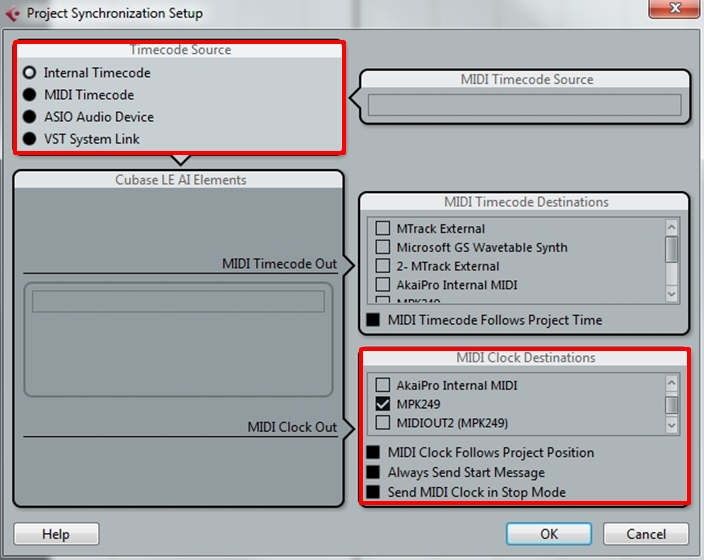 Project Synchronization Setup
Timecode Source
Internal Timecode
MIDI Timecode
ASIO Audio Device
VST System Link
MIDI Timecode Source
Cubase LE AI Elements
MIDI Timecode Out
MIDI Clock Out
MIDI Timecode Destinations
MTrack External
Microsoft GS Wavetable Synth
2- MTrack External
AkaiPro Internal MIDI
MPK249
MIDI Timecode Follows Project Time
MIDI Clock Destinations
AkaiPro Internal MIDI
MPK249
MIDIOUT2 (MPK249)
MIDI Clock Follows Project Position
Always Send Start Message
Send MIDI Clock in Stop Mode
Help
OK
Cancel